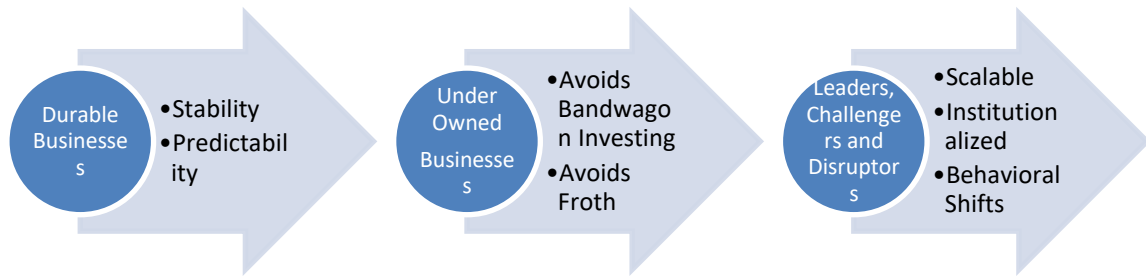 Durable
Businesse
s
•Stability
•Predictabil
ity
Under
Owned
Businesse
s
•Avoids
Bandwago
n Investing
•Avoids
Froth
Leaders,
Challenge
rs and
Disruptor
s
•Scalable
•Institution
alized
•Behavioral
Shifts